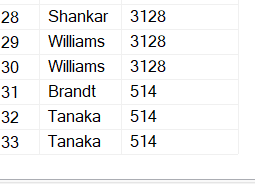 28 Shankar 3128
29 Williams 3128
30 Williams 3128
31 Brandt 514
32 Tanaka 514
33 Tanaka 514